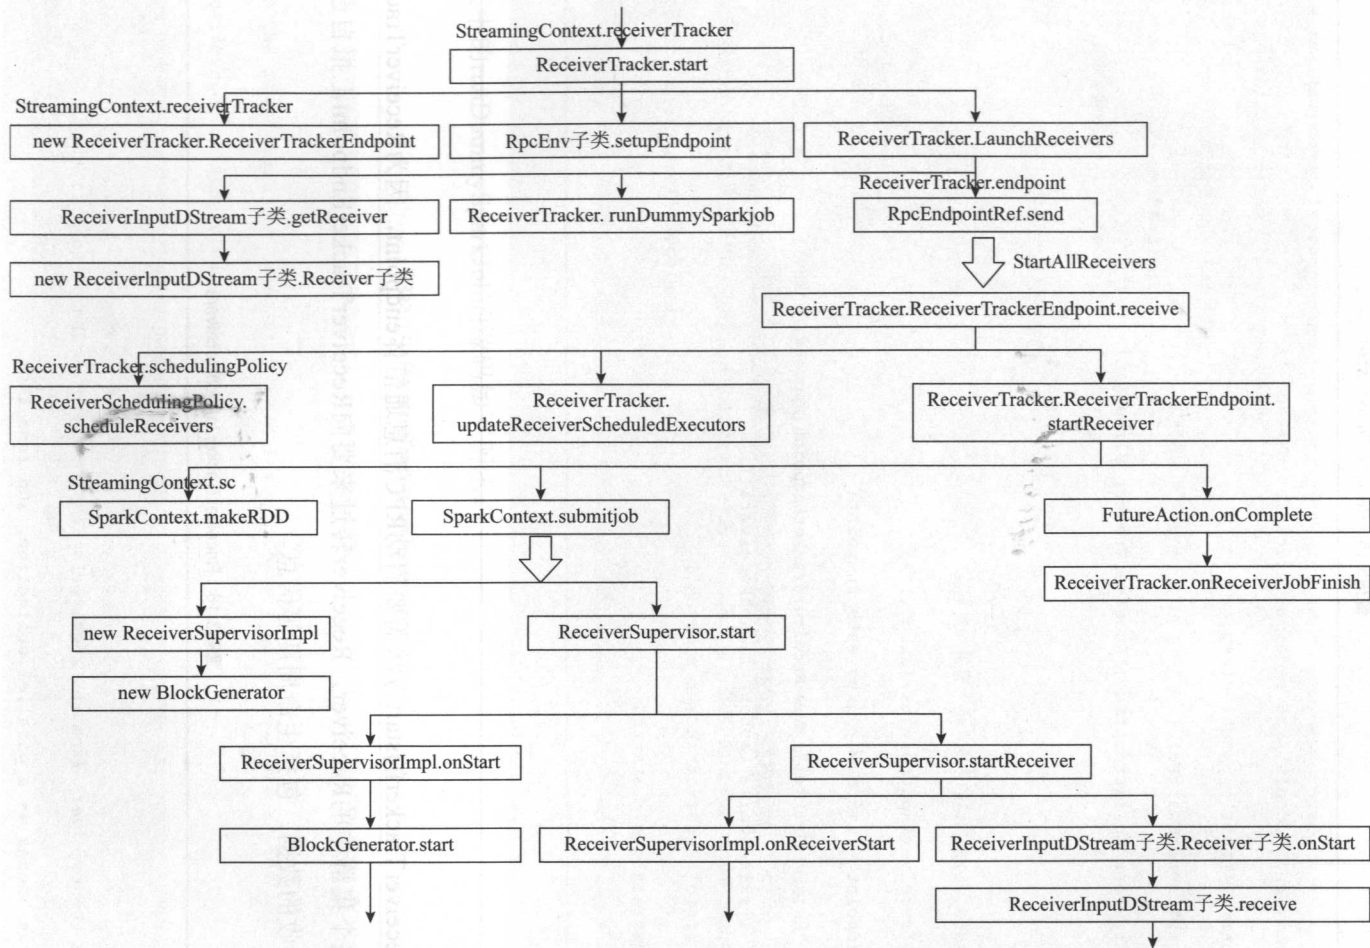 StreamingContext.receiverTracker
ReceiverTracker.start
StreamingContext.receiverTracker
new ReceiverTracker.ReceiverTrackerEndpoint
RpcEnv子类.setupEndpoint
ReceiverTracker.LaunchReceivers
ReceiverTracker.endpoint
ReceiverInputDStream子类.getReceiver
ReceiverTracker. runDummySparkjob
RpcEndpointRef.send
new ReceiverInputDStream子类.Receiver子类
StartAllReceivers
ReceiverTracker.ReceiverTrackerEndpoint.receive
ReceiverTracker.schedulingPolicy
ReceiverSchedulingPolicy.
scheduleReceivers
ReceiverTracker.
updateReceiverScheduledExecutors
ReceiverTracker.ReceiverTrackerEndpoint.
startReceiver
StreamingContext.sc
SparkContext.makeRDD
SparkContext.submitjob
FutureAction.onComplete
ReceiverTracker.onReceiverJobFinish
new ReceiverSupervisorImpl
ReceiverSupervisor.start
new BlockGenerator
ReceiverSupervisorImpl.onStart
ReceiverSupervisor.startReceiver
BlockGenerator.start
ReceiverSupervisorImpl.onReceiverStart
ReceiverInputDStream子类.Receiver子类.onStart
ReceiverInputDStream子类.receive